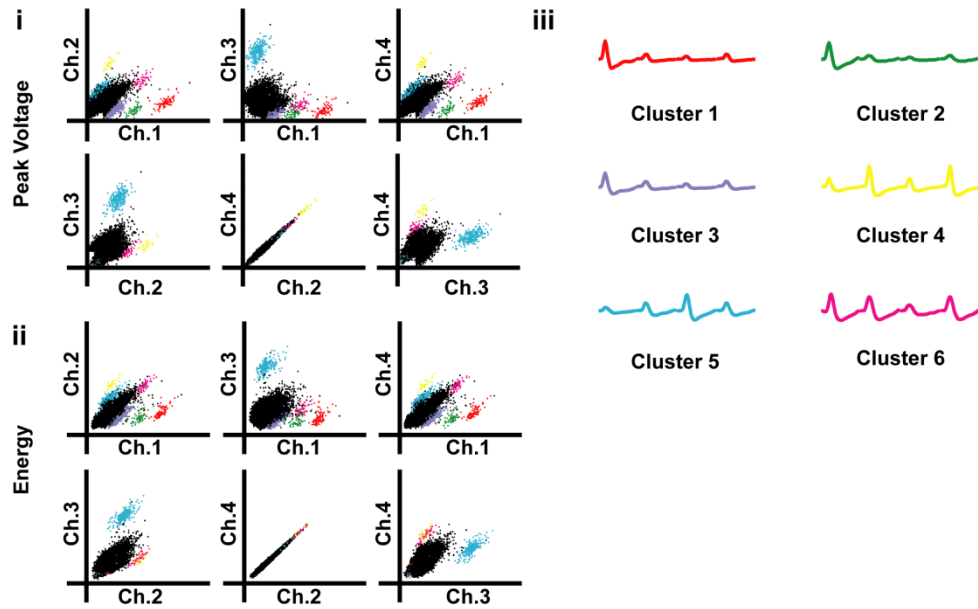 i
Peak Voltage
Ch.2
Ch.1
Ch.3
Ch.1
Ch.4
Ch.1
Ch.3
Ch.2
Ch.4
Ch.2
Ch.4
Ch.3
ii
Energy
Ch.2
Ch.1
Ch.3
Ch.1
Ch.4
Ch.1
Ch.3
Ch.2
Ch.4
Ch.2
Ch.4
Ch.3
iii
Cluster 1
Cluster 2
Cluster 3
Cluster 4
Cluster 5
Cluster 6